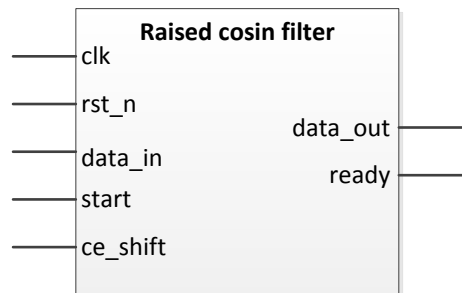 Raised cosin filter
clk
rst_n
data_in
start
ce_shift
data_out
ready